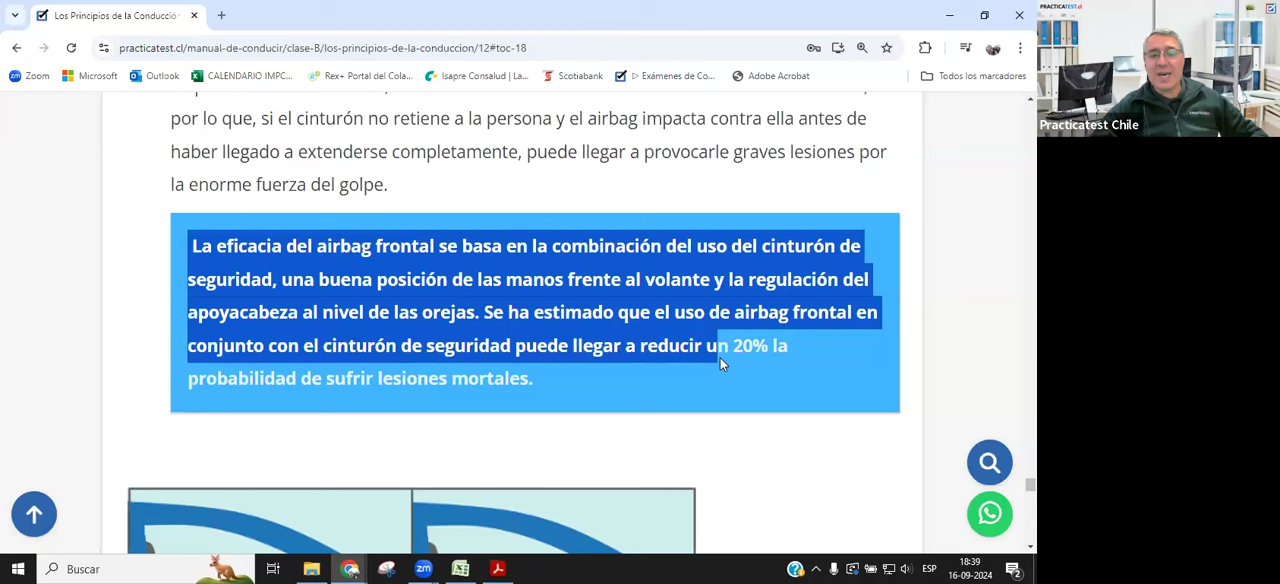 Los Principios de la Conducción
practicatest.cl/manual-de-conducir/clase-B/los-principios-de-la-conduccion/12#toc-18
Zoom
Microsoft
Outlook
CALENDARIO IMPC...
Rex+ Portal del Cola...
Isapre Consalud | La...
Scotiabank
▷ Exámenes de Co...
Adobe Acrobat
Todos los marcadores
por lo que, si el cinturón no retiene a la persona y el airbag impacta contra ella antes de
haber llegado a extenderse completamente, puede llegar a provocarle graves lesiones por
la enorme fuerza del golpe.
La eficacia del airbag frontal se basa en la combinación del uso del cinturón de
seguridad, una buena posición de las manos frente al volante y la regulación del
apoyacabeza al nivel de las orejas. Se ha estimado que el uso de airbag frontal en
conjunto con el cinturón de seguridad puede llegar a reducir un 20% la
probabilidad de sufrir lesiones mortales.
PRACTICATEST.cl
Practicatest Chile
Buscar
zm
ESP
18:39
16-09-2024
2